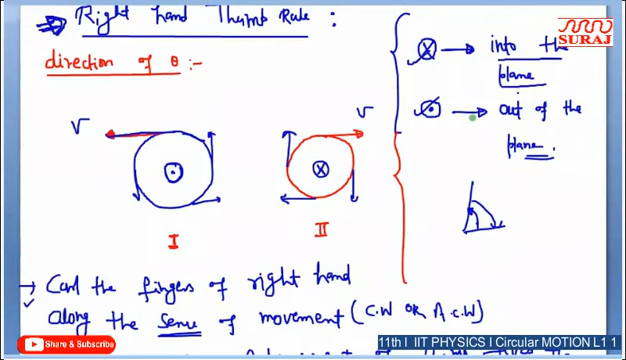 Right hand Thumb Rule :
direction of θ :-
⊗ → into the
plane
⊙ → out of the
plane.
SURAJ
V
V
I
II
→ Curl the fingers of right hand
along the sense of movement (C.W OR A.C.W)
Share & Subscribe
11th I IIT PHYSICS I Circular MOTION L1 1